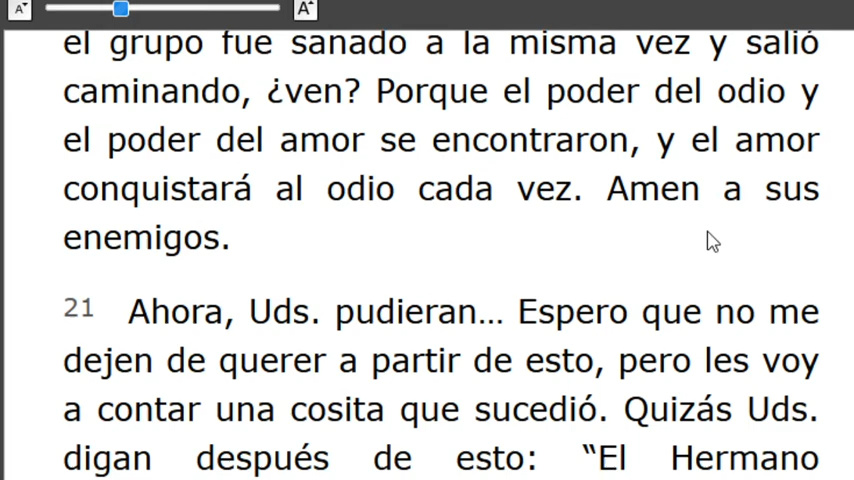 A
A
el grupo fue sanado a la misma vez y salió
caminando, ¿ven? Porque el poder del odio y
el poder del amor se encontraron, y el amor
conquistará al odio cada vez. Amen a sus
enemigos.
21 Ahora, Uds. pudieran... Espero que no me
dejen de querer a partir de esto, pero les voy
a contar una cosita que sucedió. Quizás Uds.
digan después de esto: “El Hermano